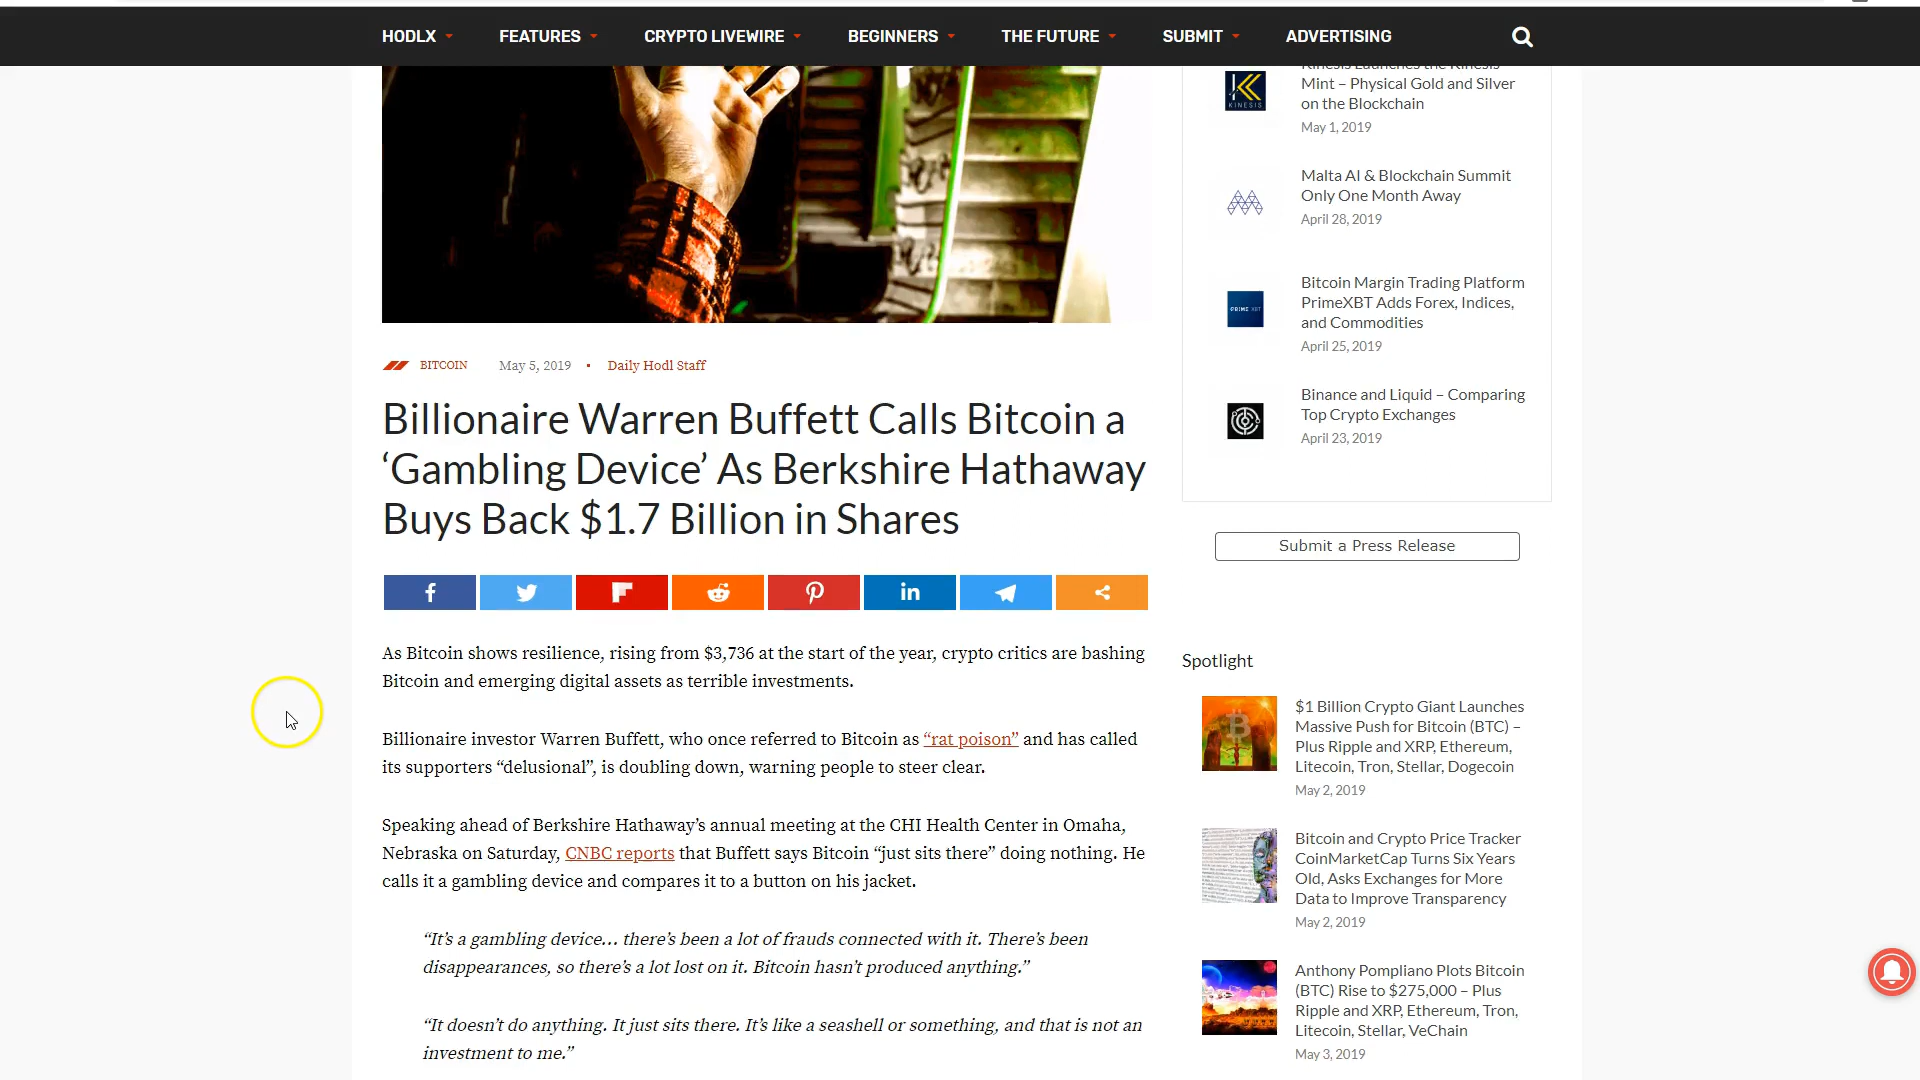 HODLX
FEATURES
CRYPTO LIVEWIRE
BEGINNERS
THE FUTURE
SUBMIT
ADVERTISING
BITCOIN
May 5, 2019
Daily Hodl Staff
Billionaire Warren Buffett Calls Bitcoin a
‘Gambling Device’ As Berkshire Hathaway
Buys Back $1.7 Billion in Shares
As Bitcoin shows resilience, rising from $3,736 at the start of the year, crypto critics are bashing
Bitcoin and emerging digital assets as terrible investments.
Billionaire investor Warren Buffett, who once referred to Bitcoin as “rat poison” and has called
its supporters “delusional”, is doubling down, warning people to steer clear.
Speaking ahead of Berkshire Hathaway’s annual meeting at the CHI Health Center in Omaha,
Nebraska on Saturday, CNBC reports that Buffett says Bitcoin “just sits there” doing nothing. He
calls it a gambling device and compares it to a button on his jacket.
“It’s a gambling device… there’s been a lot of frauds connected with it. There’s been
disappearances, so there’s a lot lost on it. Bitcoin hasn’t produced anything.”
“It doesn’t do anything. It just sits there. It’s like a seashell or something, and that is not an
investment to me.”
Kinesis Launches the Kinesis
Mint – Physical Gold and Silver
on the Blockchain
May 1, 2019
KINESIS
Malta AI & Blockchain Summit
Only One Month Away
April 28, 2019
Bitcoin Margin Trading Platform
PrimeXBT Adds Forex, Indices,
and Commodities
April 25, 2019
PRIME XBT
Binance and Liquid – Comparing
Top Crypto Exchanges
April 23, 2019
Submit a Press Release
Spotlight
$1 Billion Crypto Giant Launches
Massive Push for Bitcoin (BTC) –
Plus Ripple and XRP, Ethereum,
Litecoin, Tron, Stellar, Dogecoin
May 2, 2019
Bitcoin and Crypto Price Tracker
CoinMarketCap Turns Six Years
Old, Asks Exchanges for More
Data to Improve Transparency
May 2, 2019
Anthony Pompliano Plots Bitcoin
(BTC) Rise to $275,000 – Plus
Ripple and XRP, Ethereum, Tron,
Litecoin, Stellar, VeChain
May 3, 2019